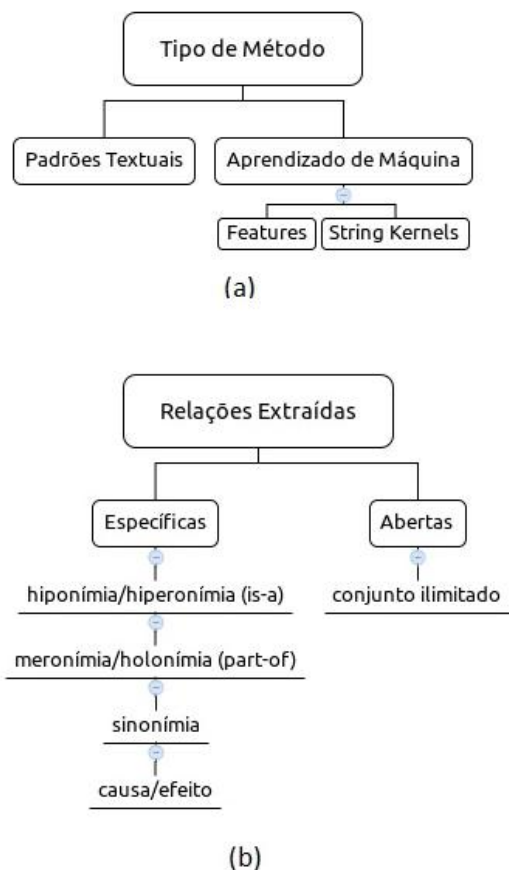 Tipo de Método
Padrões Textuais
Aprendizado de Máquina
Features
String Kernels
(a)
Relações Extraídas
Específicas
Abertas
hiponímia/hiperonímia (is-a)
conjunto ilimitado
meronímia/holonímia (part-of)
sinonímia
causa/efeito
(b)